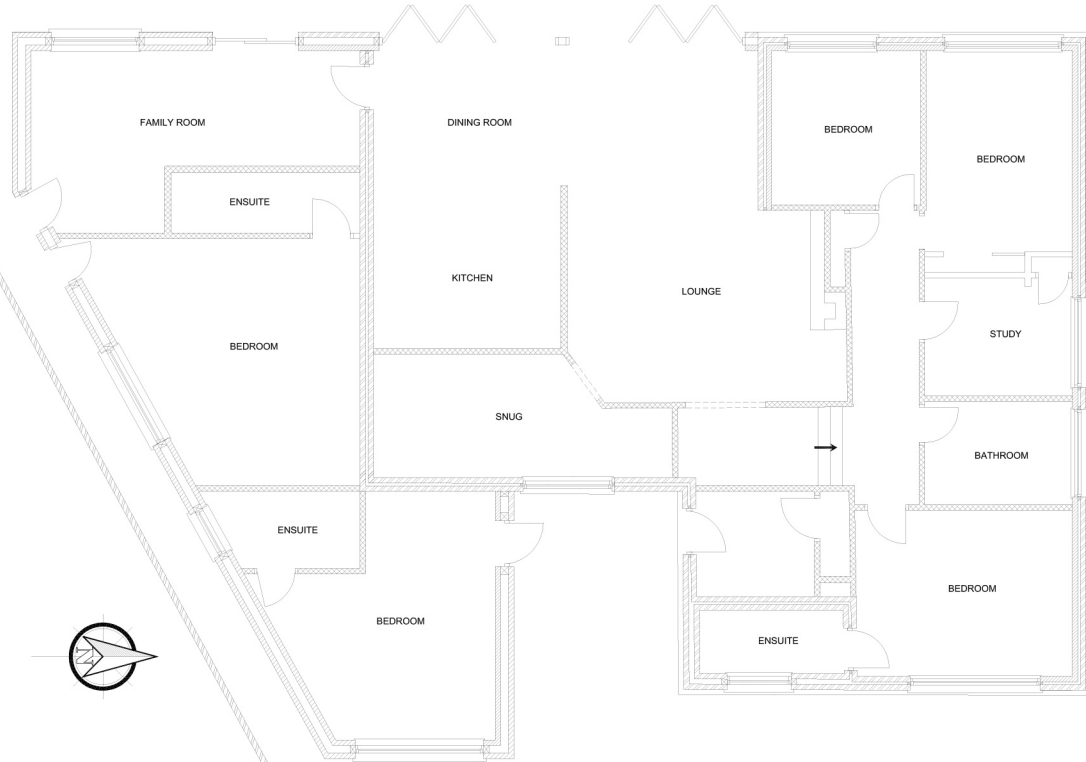 FAMILY ROOM
DINING ROOM
BEDROOM
BEDROOM
ENSUITE
KITCHEN
LOUNGE
STUDY
BEDROOM
SNUG
BATHROOM
ENSUITE
BEDROOM
BEDROOM
ENSUITE
N